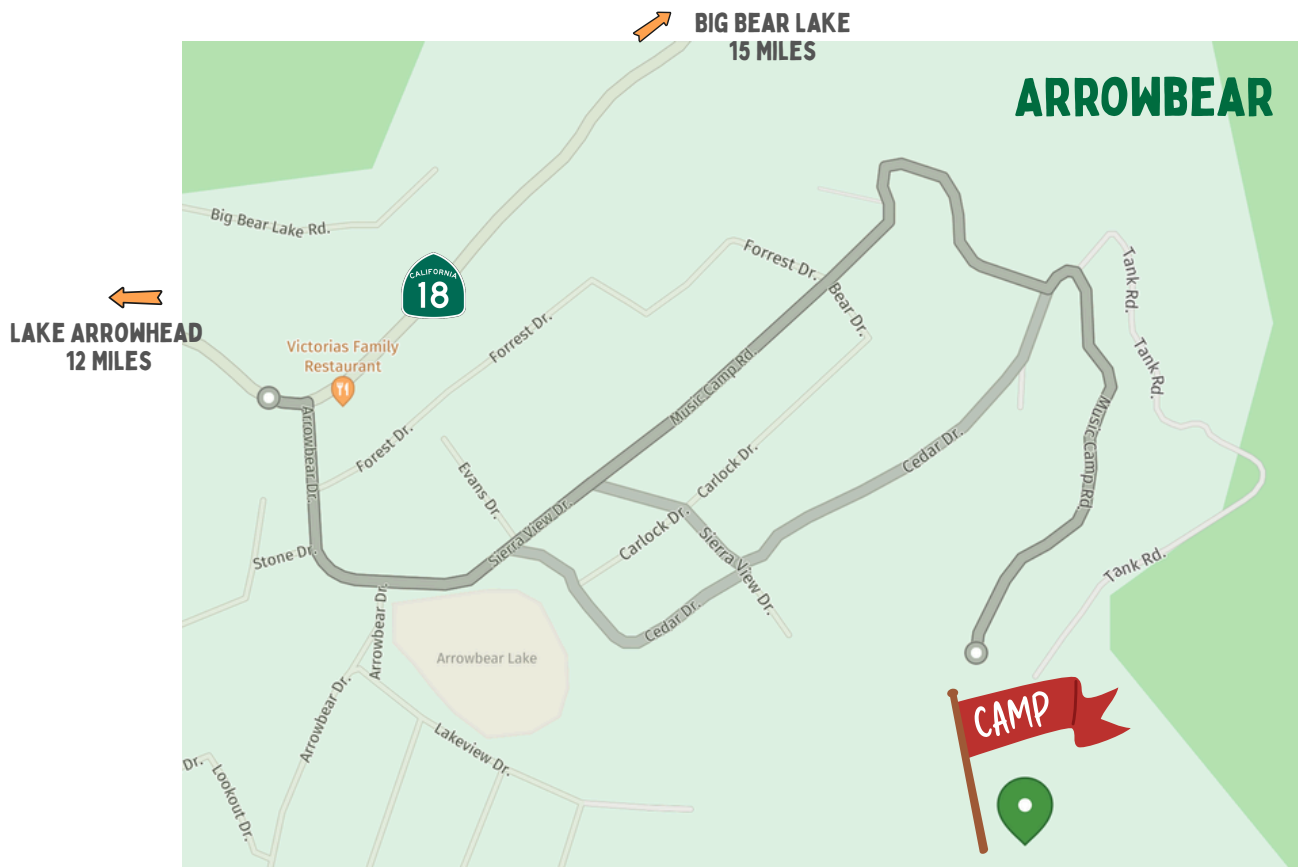 BIG BEAR LAKE
15 MILES
ARROWBEAR
Big Bear Lake Rd.
CALIFORNIA
18
LAKE ARROWHEAD
12 MILES
Victorias Family
Restaurant
Forrest Dr.
Forrest Dr.
Bear Dr.
Tank Rd.
Tank Rd.
Music Camp Rd.
Arrowbear Dr.
Forest Dr.
Evans Dr.
Carlock Dr.
Cedar Dr.
Music Camp Rd.
Sierra View Dr.
Carlock Dr.
Sierra View Dr.
Stone Dr.
Tank Rd.
Arrowbear Dr.
Cedar Dr.
Arrowbear Lake
Arrowbear Dr.
Lakeview Dr.
Dr.
Lookout Dr.
CAMP